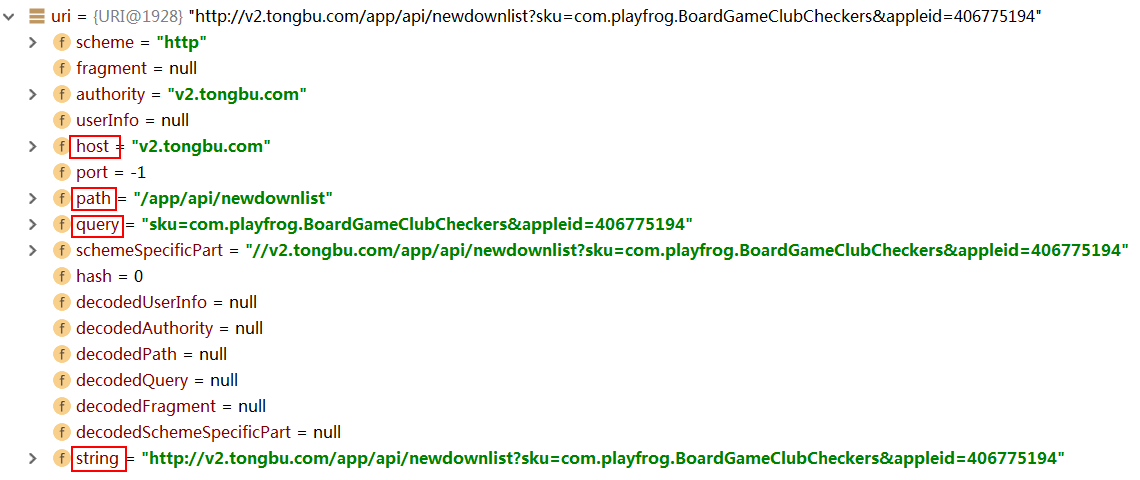 uri = {URI@1928} "http://v2.tongbu.com/app/api/newdownlist?sku=com.playfrog.BoardGameClubCheckers&appleid=406775194"
f scheme = "http"
f fragment = null
f authority = "v2.tongbu.com"
f userInfo = null
f host = "v2.tongbu.com"
f port = -1
f path = "/app/api/newdownlist"
f query = "sku=com.playfrog.BoardGameClubCheckers&appleid=406775194"
f schemeSpecificPart = "//v2.tongbu.com/app/api/newdownlist?sku=com.playfrog.BoardGameClubCheckers&appleid=406775194"
f hash = 0
f decodedUserInfo = null
f decodedAuthority = null
f decodedPath = null
f decodedQuery = null
f decodedFragment = null
f decodedSchemeSpecificPart = null
f string = "http://v2.tongbu.com/app/api/newdownlist?sku=com.playfrog.BoardGameClubCheckers&appleid=406775194"